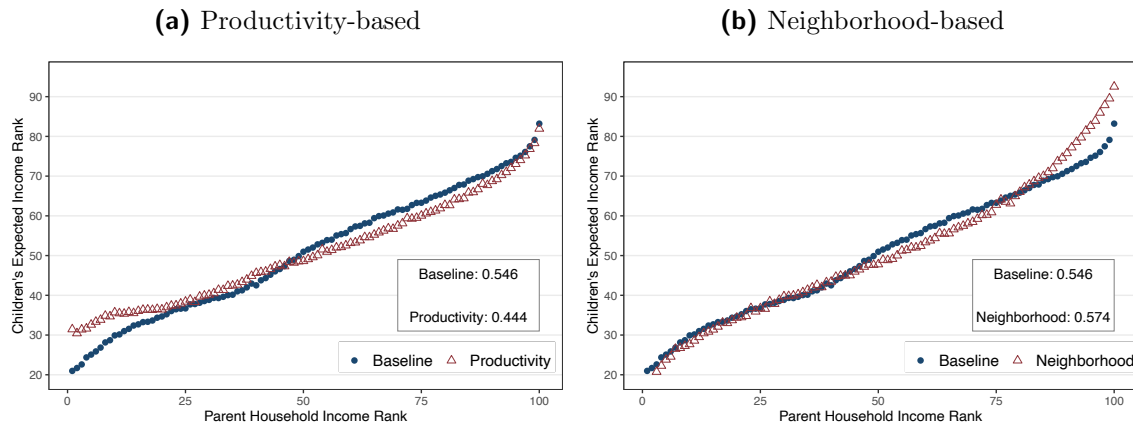 (a) Productivity-based
Children's Expected Income Rank
90
80
70
60
50
40
30
20
Baseline: 0.546
Productivity: 0.444
Baseline Productivity
0 25 50 75 100
Parent Household Income Rank
(b) Neighborhood-based
Children's Expected Income Rank
90
80
70
60
50
40
30
20
Baseline: 0.546
Neighborhood: 0.574
Baseline Neighborhood
0 25 50 75 100
Parent Household Income Rank